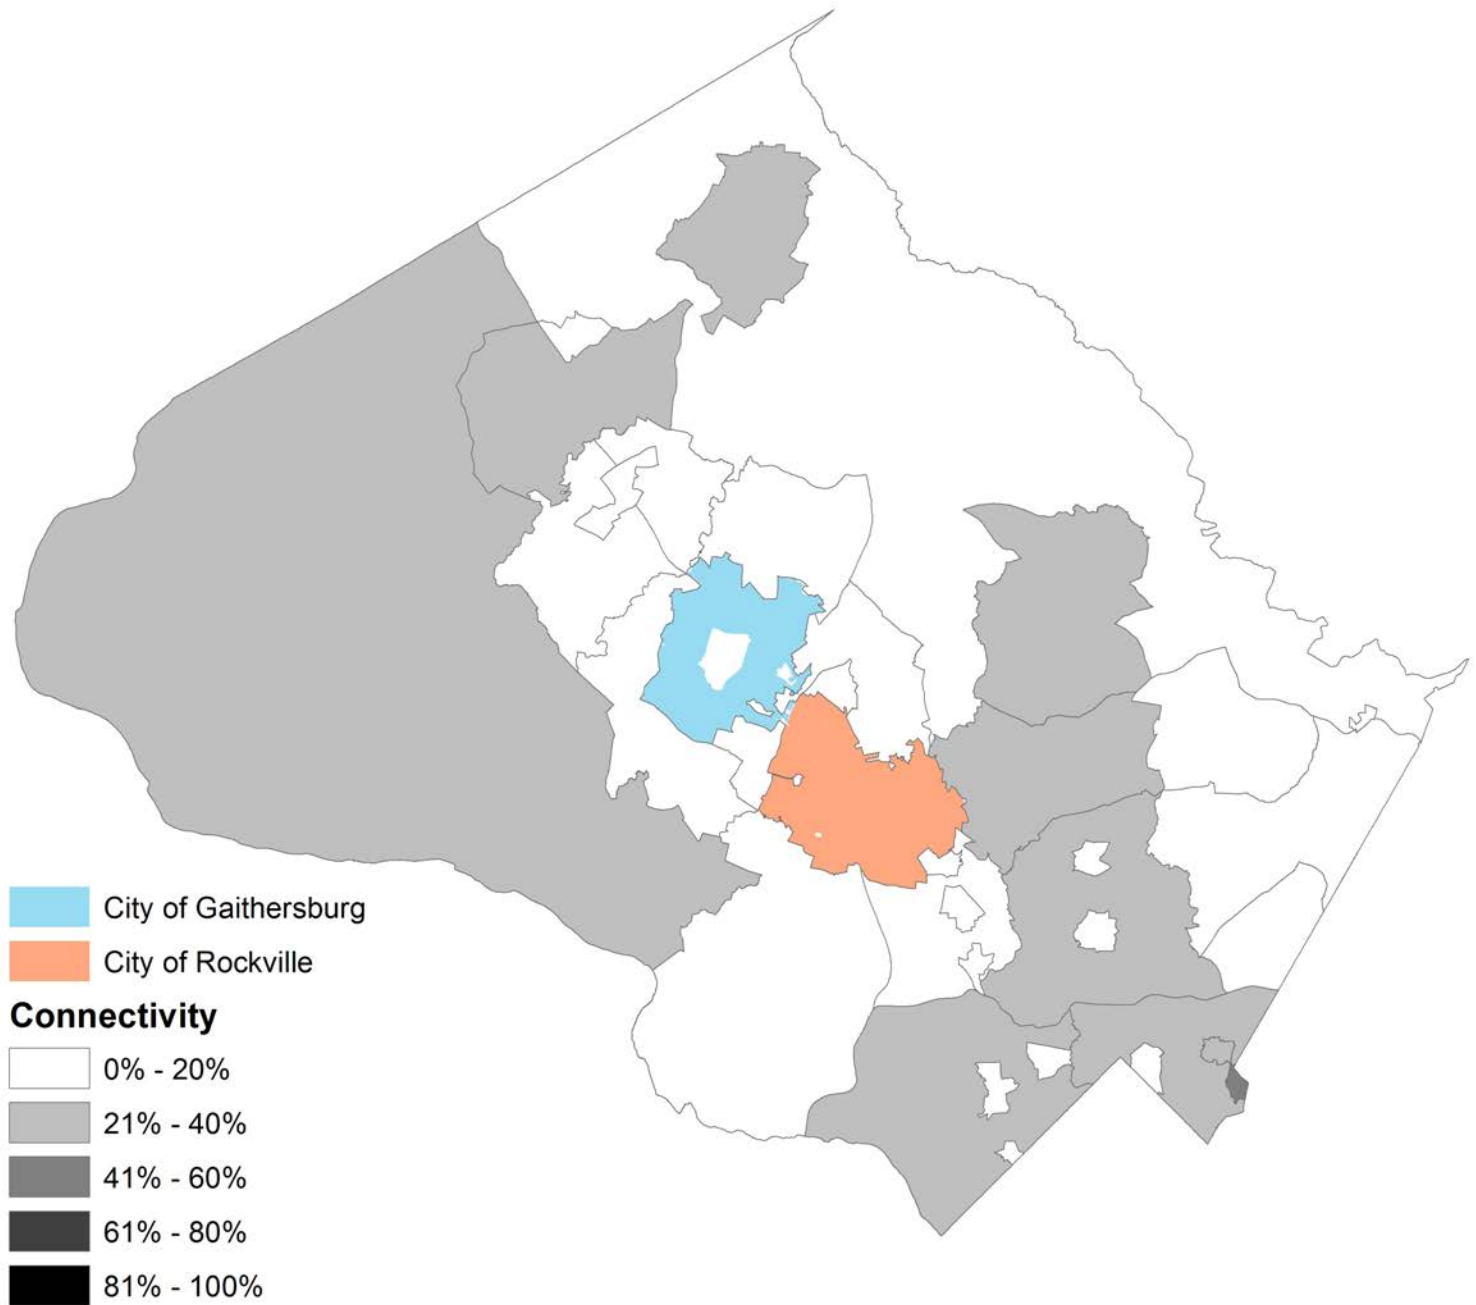 City of Gaithersburg
City of Rockville
Connectivity
0% - 20%
21% - 40%
41% - 60%
61% - 80%
81% - 100%